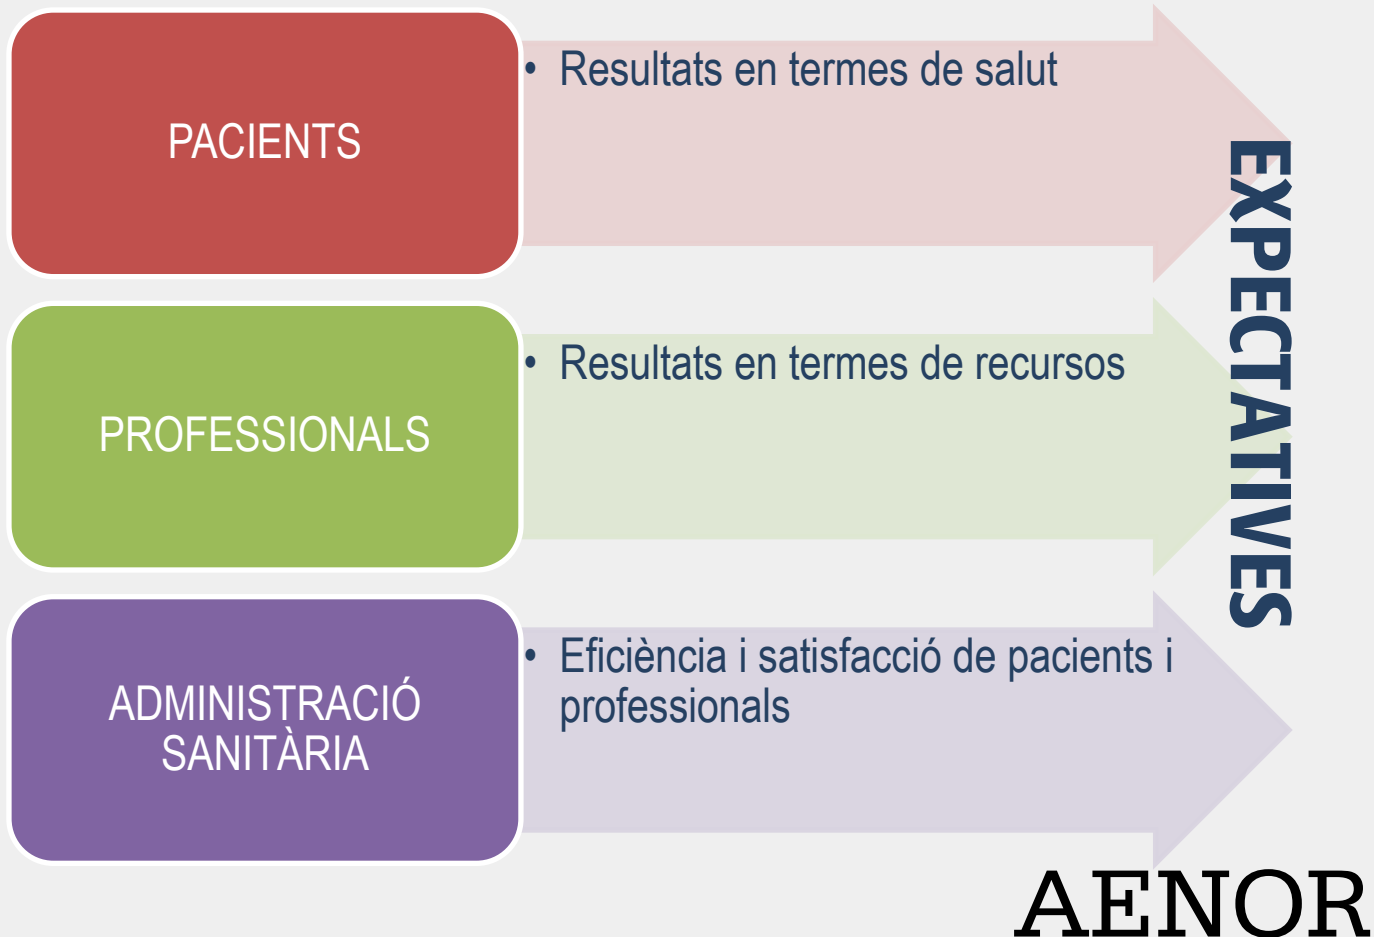 PACIENTS
• Resultats en termes de salut
PROFESSIONALS
• Resultats en termes de recursos
ADMINISTRACIÓ
SANITÀRIA
• Eficiència i satisfacció de pacients i
professionals
EXPECTATIVES
AENOR